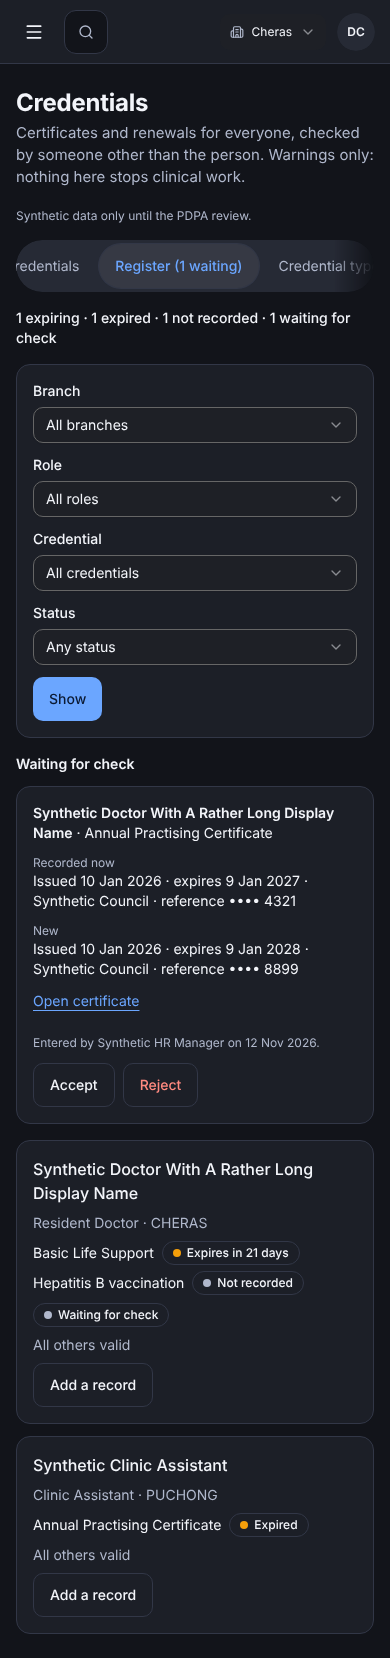 Cheras
DC
Credentials
Certificates and renewals for everyone, checked
by someone other than the person. Warnings only:
nothing here stops clinical work.
Synthetic data only until the PDPA review.
redentials
Register (1 waiting)
Credential typ
1 expiring · 1 expired · 1 not recorded · 1 waiting for
check
Branch
All branches
Role
All roles
Credential
All credentials
Status
Any status
Show
Waiting for check
Synthetic Doctor With A Rather Long Display
Name · Annual Practising Certificate
Recorded now
Issued 10 Jan 2026 · expires 9 Jan 2027 ·
Synthetic Council · reference •••• 4321
New
Issued 10 Jan 2026 · expires 9 Jan 2028 ·
Synthetic Council · reference •••• 8899
Open certificate
Entered by Synthetic HR Manager on 12 Nov 2026.
Accept
Reject
Synthetic Doctor With A Rather Long
Display Name
Resident Doctor · CHERAS
Basic Life Support
Expires in 21 days
Hepatitis B vaccination
Not recorded
Waiting for check
All others valid
Add a record
Synthetic Clinic Assistant
Clinic Assistant · PUCHONG
Annual Practising Certificate
Expired
All others valid
Add a record